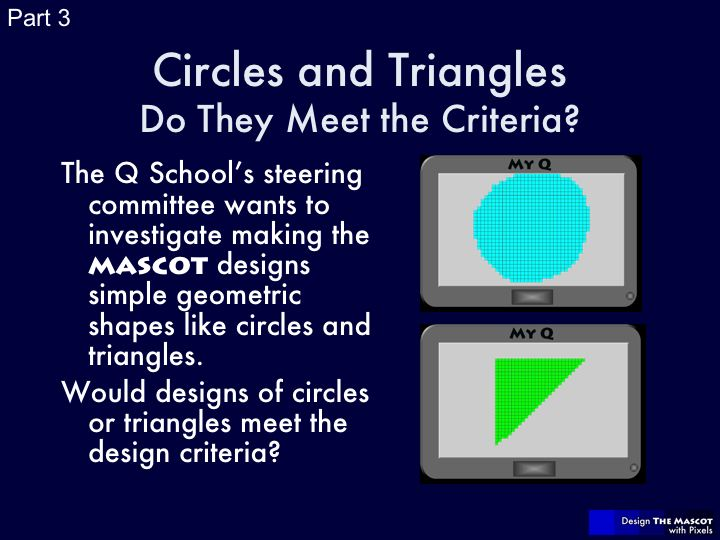 Part 3
Circles and Triangles
Do They Meet the Criteria?
The Q School’s steering
committee wants to
investigate making the
MASCOT designs
simple geometric
shapes like circles and
triangles.
Would designs of circles
or triangles meet the
design criteria?
My Q
My Q
Design The Mascot
with Pixels